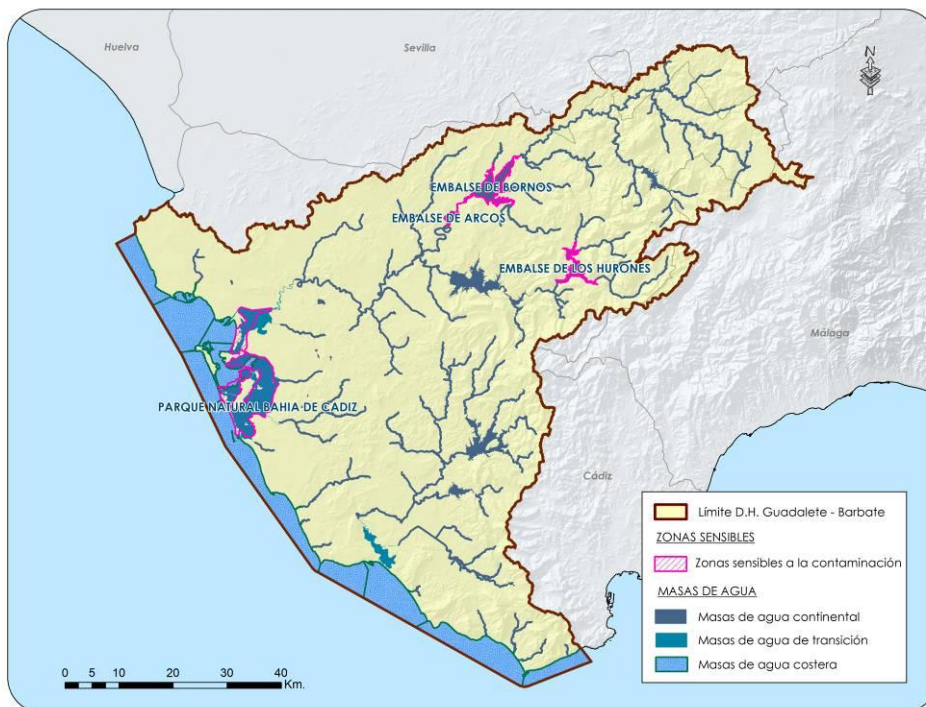 Huelva
Sevilla
N
EMBALSE DE BORNOS
EMBALSE DE ARCOS
EMBALSE DE LOS HURONES
Málaga
PARQUE NATURAL BAHIA DE CADIZ
Cádiz
Límite D.H. Guadalete - Barbate
ZONAS SENSIBLES
Zonas sensibles a la contaminación
MASAS DE AGUA
Masas de agua continental
Masas de agua de transición
Masas de agua costera
0 5 10 20 30 40
Km.